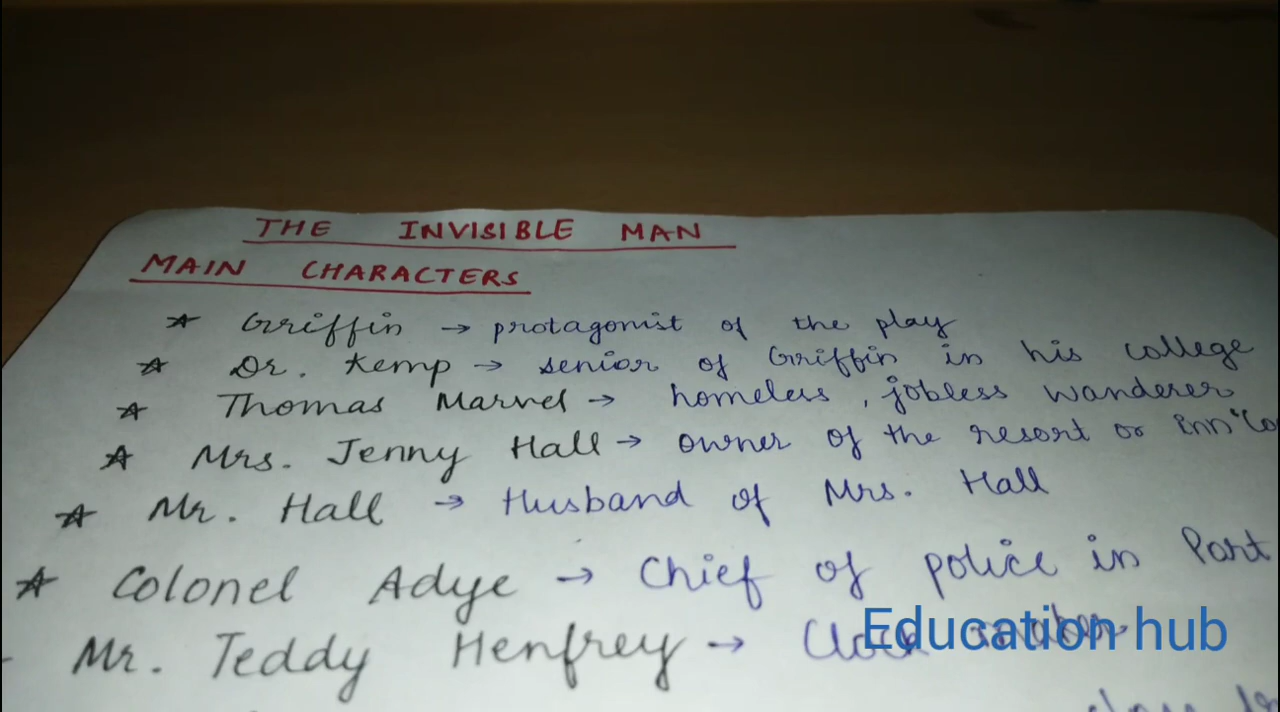 THE INVISIBLE MAN
MAIN CHARACTERS
☆ Griffin → protagonist of the play
☆ Dr. Kemp → senior of Griffin in his college
☆ Thomas Marvel → homeless, jobless wanderer
☆ Mrs. Jenny Hall → owner of the resort or inn "Co
☆ Mr. Hall → Husband of Mrs. Hall
☆ Colonel Adye → Chief of police in Port
- Mr. Teddy Henfrey → Clock
Education hub